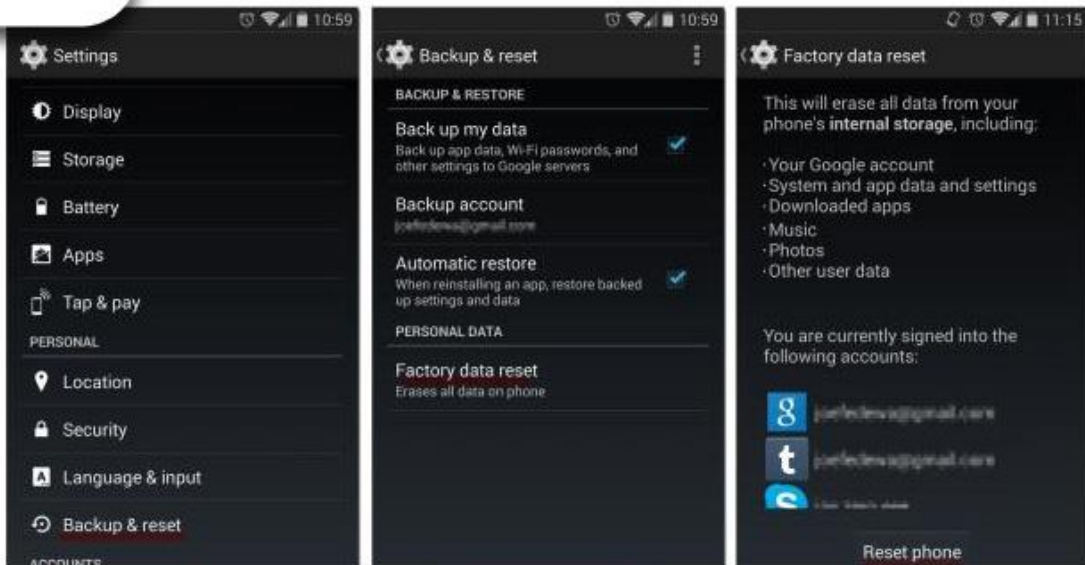 10:59
Settings
Display
Storage
Battery
Apps
Tap & pay
PERSONAL
Location
Security
Language & input
Backup & reset
ACCOUNTS
10:59
Backup & reset
BACKUP & RESTORE
Back up my data
Back up app data, Wi-Fi passwords, and
other settings to Google servers
Backup account
Automatic restore
When reinstalling an app, restore backed
up settings and data
PERSONAL DATA
Factory data reset
Erases all data on phone
11:15
Factory data reset
This will erase all data from your
phone's internal storage, including:
·Your Google account
·System and app data and settings
·Downloaded apps
·Music
·Photos
·Other user data
You are currently signed into the
following accounts:
g
t
S
Reset phone